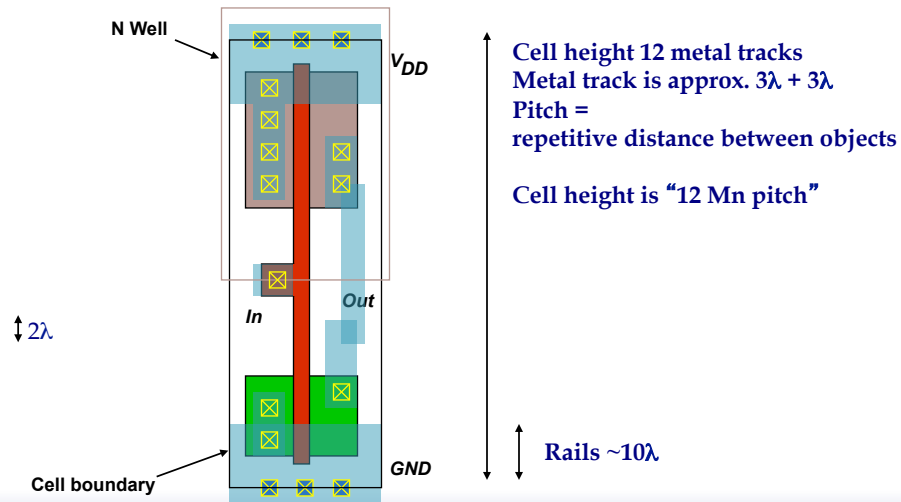 N Well
VDD
Cell height 12 metal tracks
Metal track is approx. 3λ + 3λ
Pitch =
repetitive distance between objects
Cell height is “12 Mn pitch”
In
Out
2λ
Rails ~10λ
GND
Cell boundary